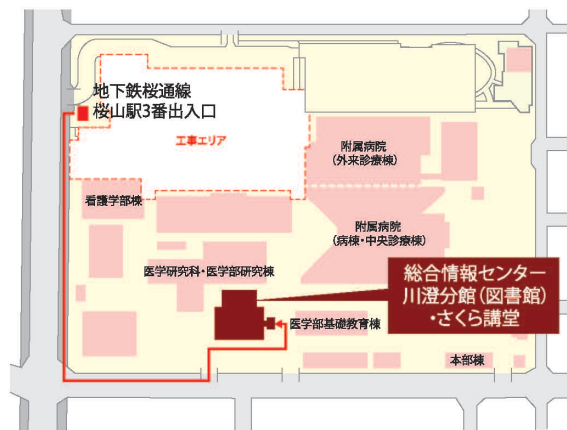 地下鉄桜通線
桜山駅3番出入口
工事エリア
附属病院
(外来診療棟)
看護学部棟
附属病院
(病棟・中央診療棟)
医学研究科・医学部研究棟
総合情報センター
川澄分館(図書館)
・さくら講堂
医学部基礎教育棟
本部棟